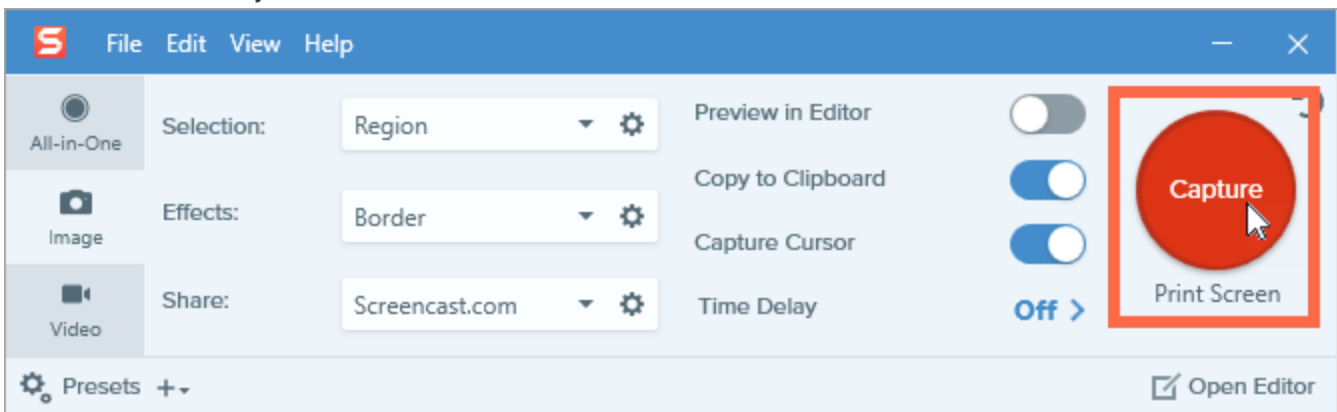 File Edit View Help
All-in-One
Image
Video
Selection: Region
Effects: Border
Share: Screencast.com
Preview in Editor
Copy to Clipboard
Capture Cursor
Time Delay Off >
Capture
Print Screen
Presets
Open Editor